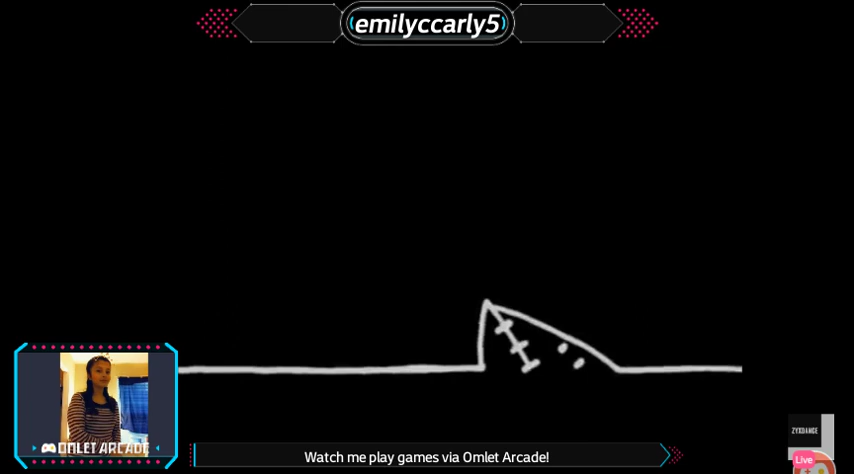 emilyccarly5
OMLET ARCADE
Watch me play games via Omlet Arcade!
ZYXDANCE
Live